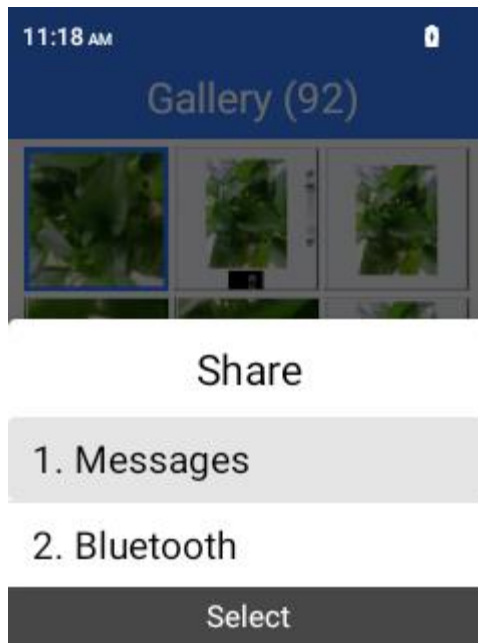 11:18 AM
Gallery (92)
Share
1. Messages
2. Bluetooth
Select